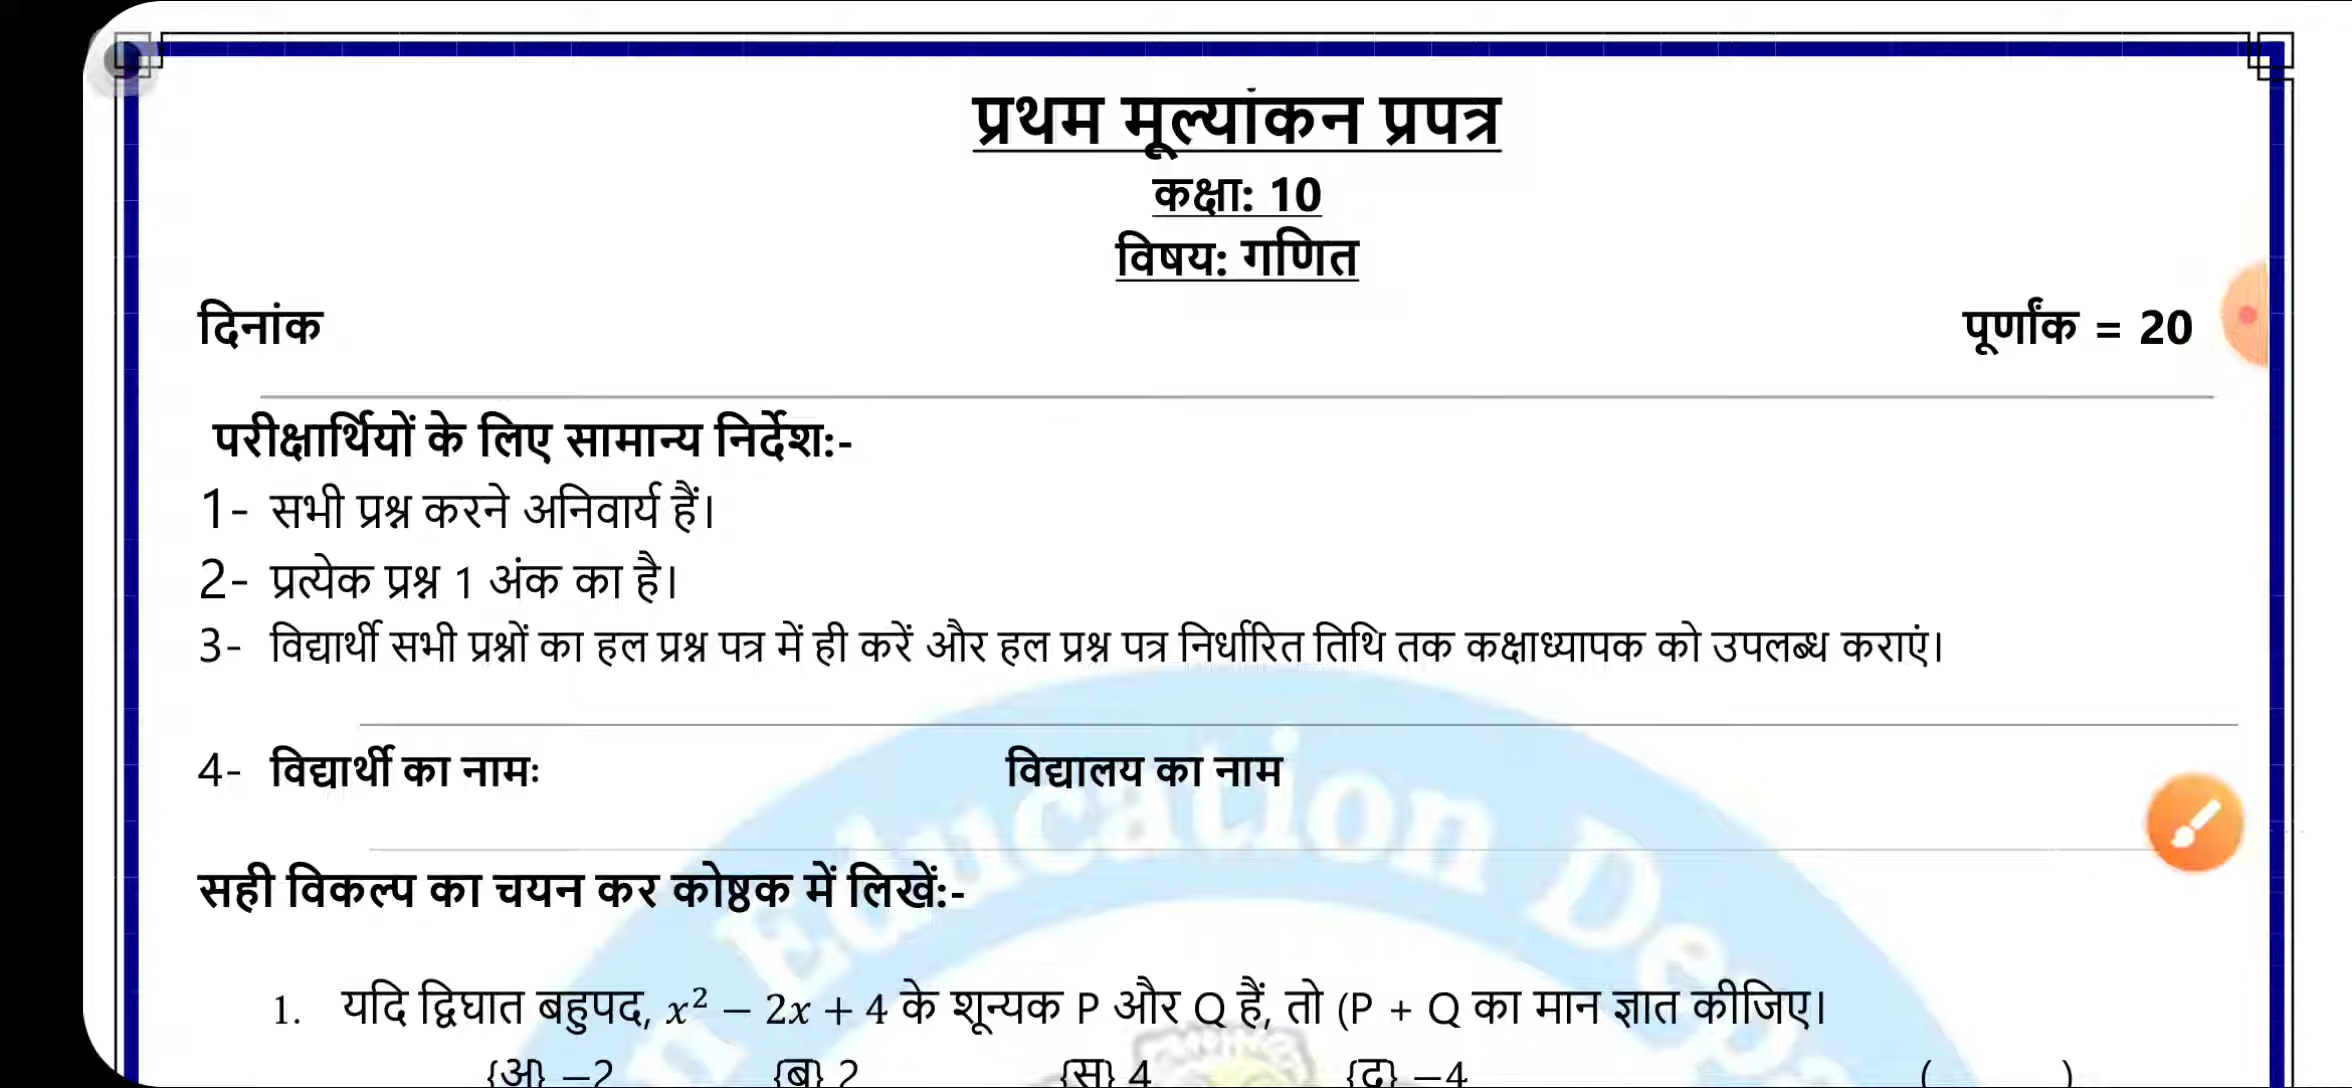 प्रथम मूल्यांकन प्रपत्र
कक्षा: 10
विषय: गणित
दिनांक पूर्णांक = 20
परीक्षार्थियों के लिए सामान्य निर्देश:-
1- सभी प्रश्न करने अनिवार्य हैं।
2- प्रत्येक प्रश्न 1 अंक का है।
3- विद्यार्थी सभी प्रश्नों का हल प्रश्न पत्र में ही करें और हल प्रश्न पत्र निर्धारित तिथि तक कक्षाध्यापक को उपलब्ध कराएं।
4- विद्यार्थी का नामः विद्यालय का नाम
सही विकल्प का चयन कर कोष्ठक में लिखें:-
1. यदि द्विघात बहुपद, x² − 2x + 4 के शून्यक P और Q हैं, तो (P + Q का मान ज्ञात कीजिए।
{अ} −2 {ब} 2 {स} 4 {द} −4 ( )
n Education Depa